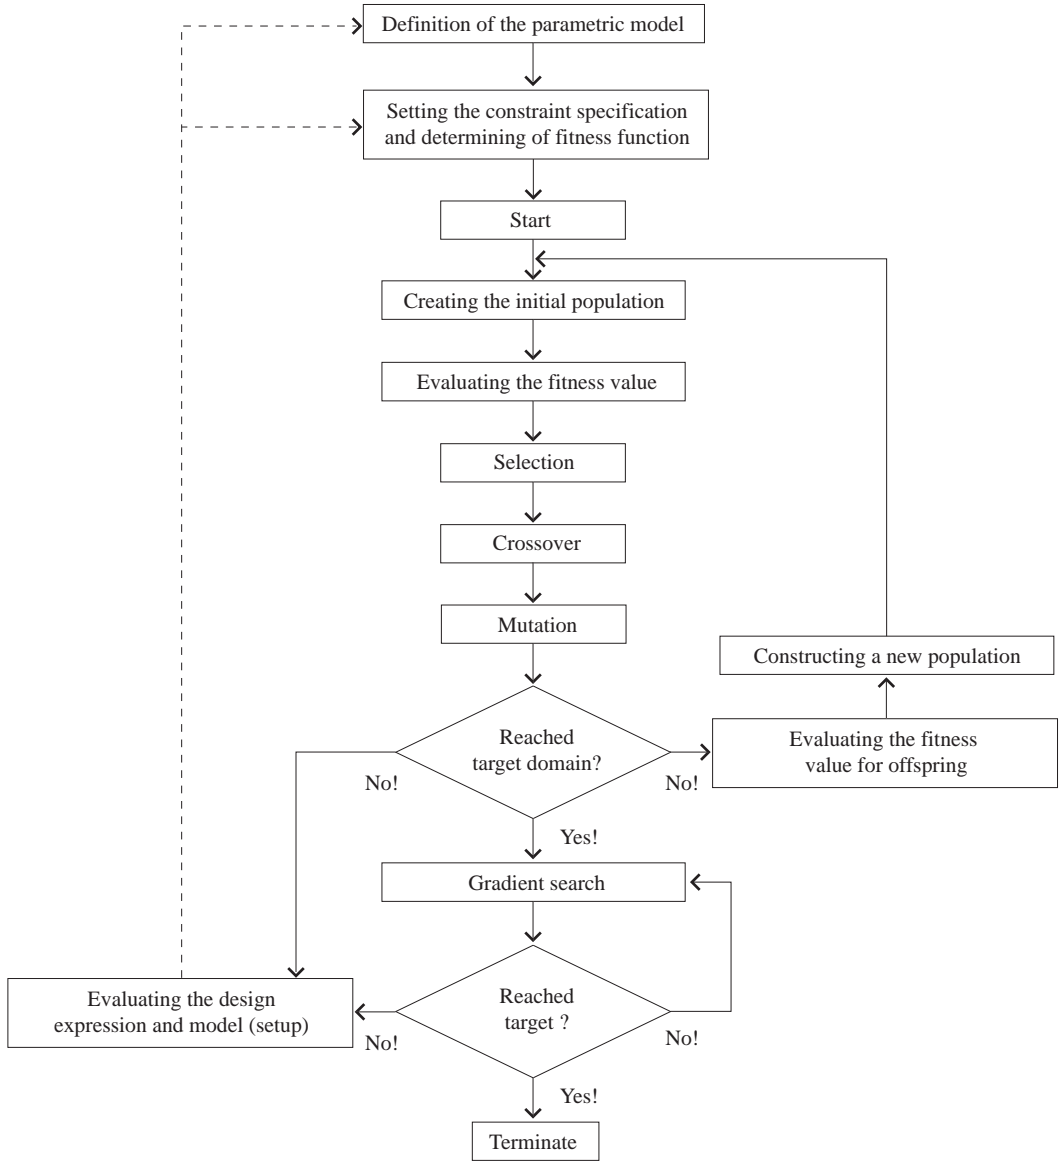 Definition of the parametric model
Setting the constraint specification
and determining of fitness function
Start
Creating the initial population
Evaluating the fitness value
Selection
Crossover
Mutation
Constructing a new population
Evaluating the fitness
value for offspring
Reached
target domain?
No!
No!
Yes!
Gradient search
Evaluating the design
expression and model (setup)
Reached
target ?
No!
No!
Yes!
Terminate